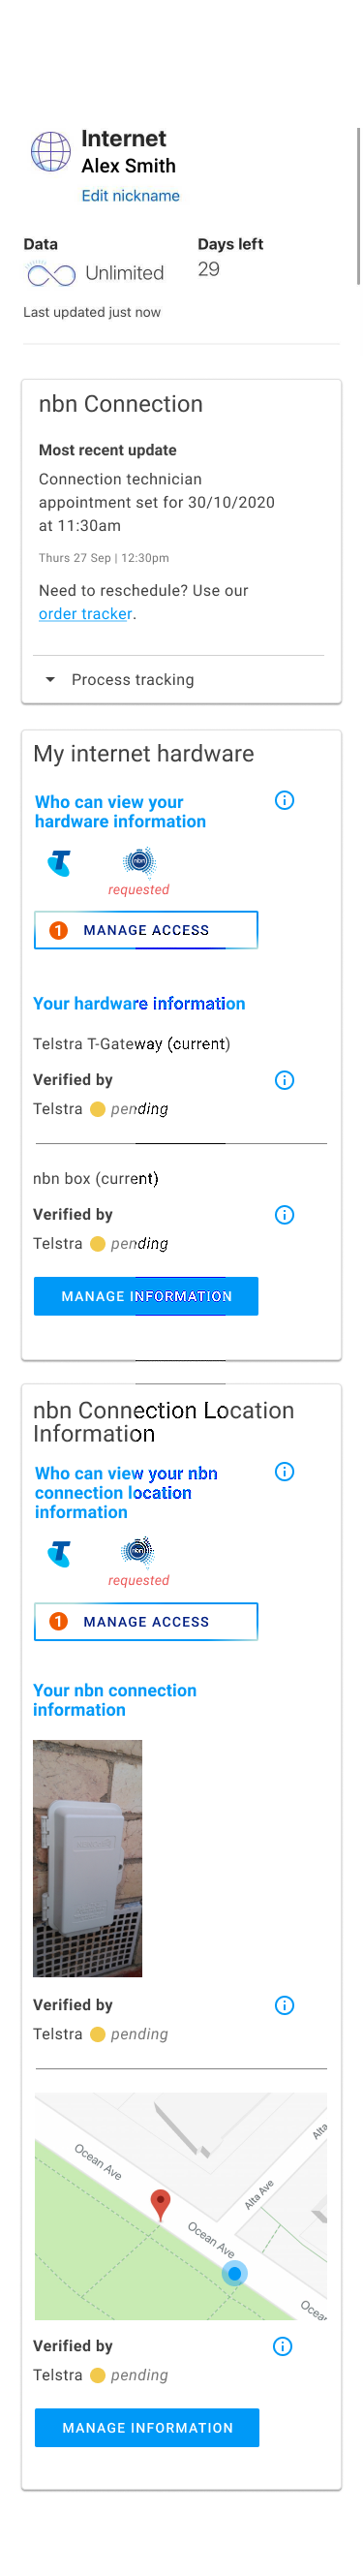 Internet
Alex Smith
Edit nickname
Data
Days left
Unlimited
29
Last updated just now
nbn Connection
Most recent update
Connection technician
appointment set for 30/10/2020
at 11:30am
Thurs 27 Sep | 12:30pm
Need to reschedule? Use our
order tracker.
Process tracking
My internet hardware
Who can view your
hardware information
T
nbn
requested
1 MANAGE ACCESS
Your hardware information
Telstra T-Gateway (current)
Verified by
Telstra pending
nbn box (current)
Verified by
Telstra pending
MANAGE INFORMATION
nbn Connection Location
Information
Who can view your nbn
connection location
information
T
nbn
requested
1 MANAGE ACCESS
Your nbn connection
information
Verified by
Telstra pending
Ocean Ave
Alta
Alta Ave
Ocean Ave
Ocea
Verified by
Telstra pending
MANAGE INFORMATION